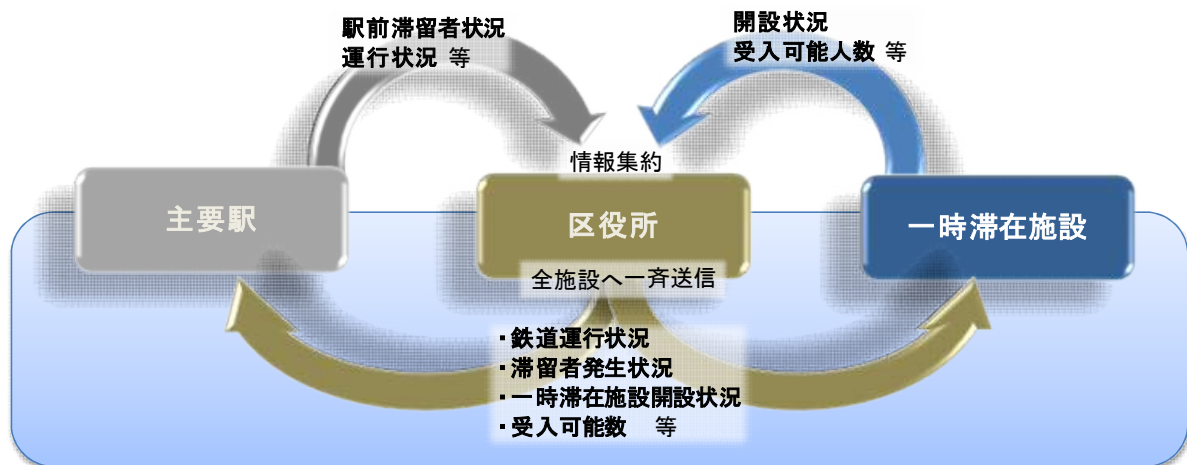 駅前滞留者状況
運行状況 等
開設状況
受入可能人数 等
情報集約
主要駅
区役所
一時滞在施設
全施設へ一斉送信
・鉄道運行状況
・滞留者発生状況
・一時滞在施設開設状況
・受入可能数 等